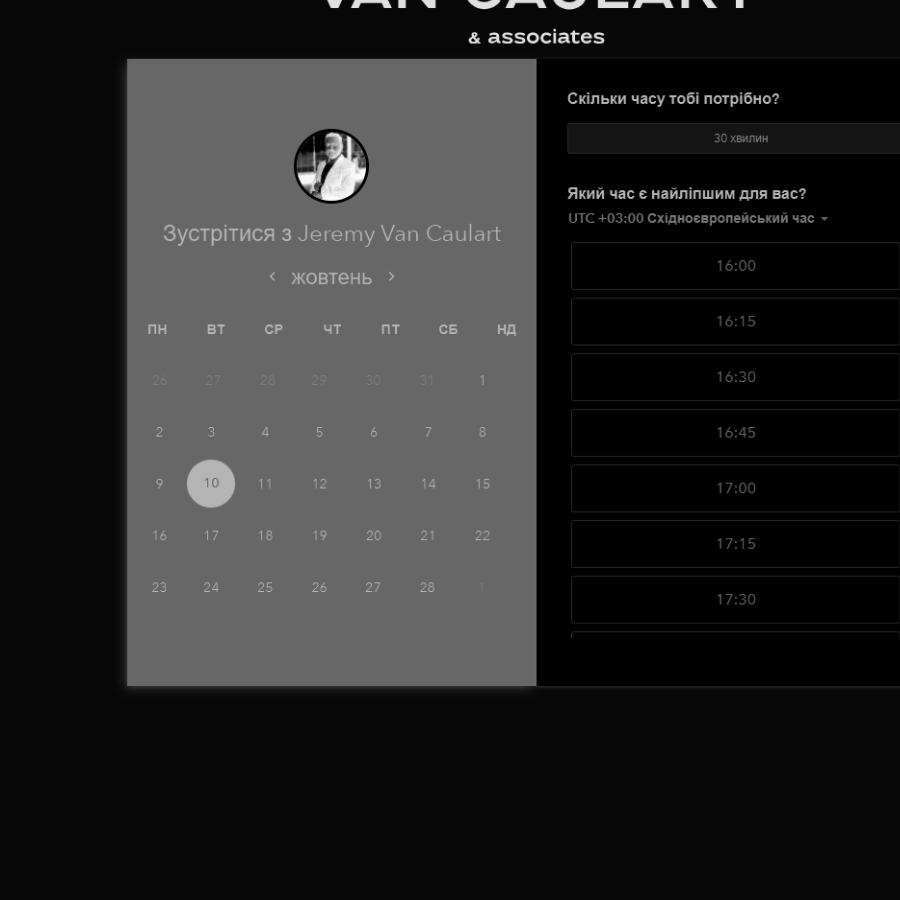 VAN CAULART
& associates
Зустрітися з Jeremy Van Caulart
жовтень
ПН ВТ СР ЧТ ПТ СБ НД
26 27 28 29 30 31 1
2 3 4 5 6 7 8
9 10 11 12 13 14 15
16 17 18 19 20 21 22
23 24 25 26 27 28 1
Скільки часу тобі потрібно?
30 хвилин
Який час є найліпшим для вас?
UTC +03:00 Східноєвропейський час
16:00
16:15
16:30
16:45
17:00
17:15
17:30